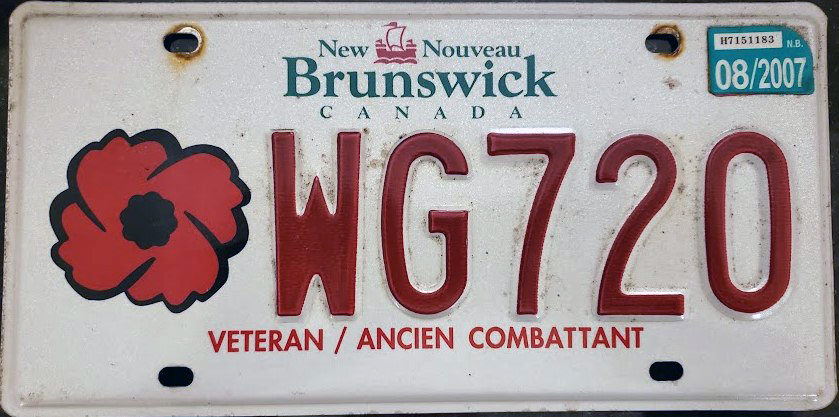 New Nouveau
Brunswick
CANADA
H7151183 N.B.
08/2007
WG720
VETERAN / ANCIEN COMBATTANT